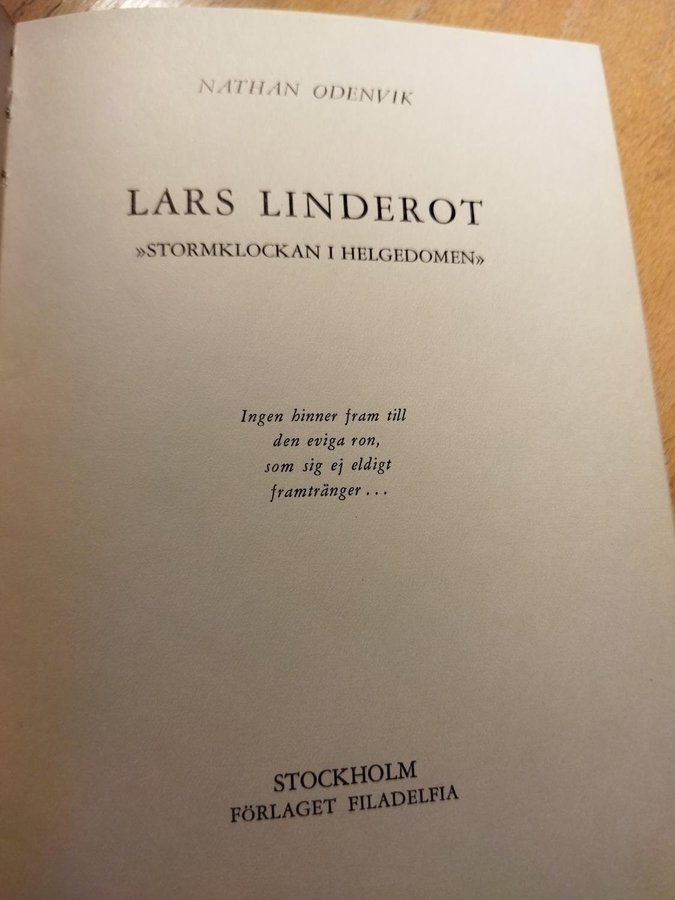 NATHAN ODENVIK
LARS LINDEROT
»STORMKLOCKAN I HELGEDOMEN»
Ingen hinner fram till
den eviga ron,
som sig ej eldigt
framtränger...
STOCKHOLM
FÖRLAGET FILADELFIA